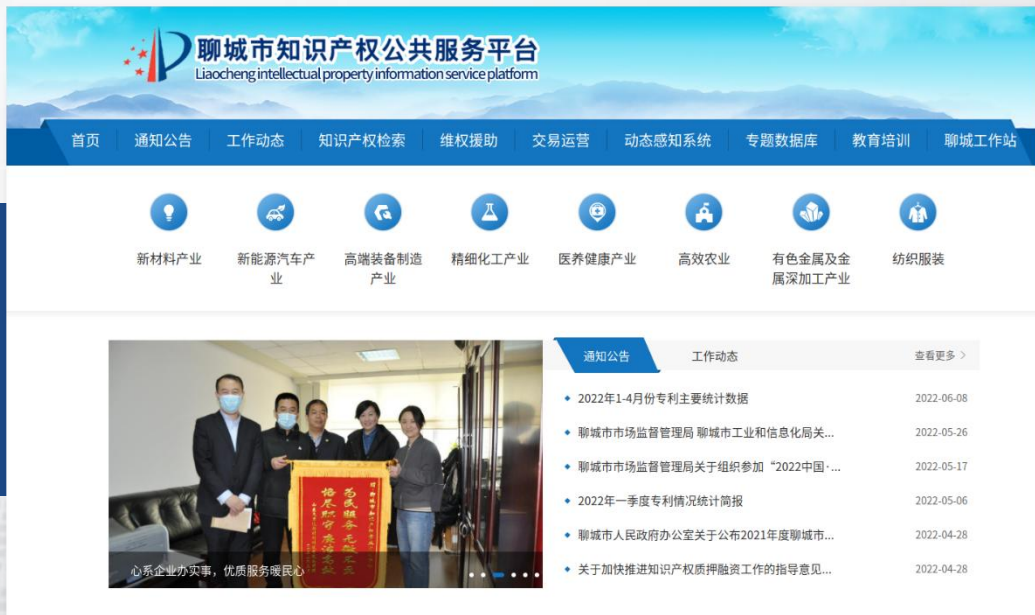 聊城市知识产权公共服务平台
Liaocheng intellectual property information service platform
首页 通知公告 工作动态 知识产权检索 维权援助 交易运营 动态感知系统 专题数据库 教育培训 聊城工作站
新材料产业 新能源汽车产业 高端装备制造产业 精细化工产业 医养健康产业 高效农业 有色金属及金属深加工产业 纺织服装
通知公告 工作动态 查看更多 >
2022年1-4月份专利主要统计数据 2022-06-08
聊城市市场监督管理局 聊城市工业和信息化局关... 2022-05-26
聊城市市场监督管理局关于组织参加“2022中国·... 2022-05-17
2022年一季度专利情况统计简报 2022-05-06
聊城市人民政府办公室关于公布2021年度聊城市... 2022-04-28
关于加快推进知识产权质押融资工作的指导意见... 2022-04-28
为民服务
恪尽职守
心系企业办实事，优质服务暖民心